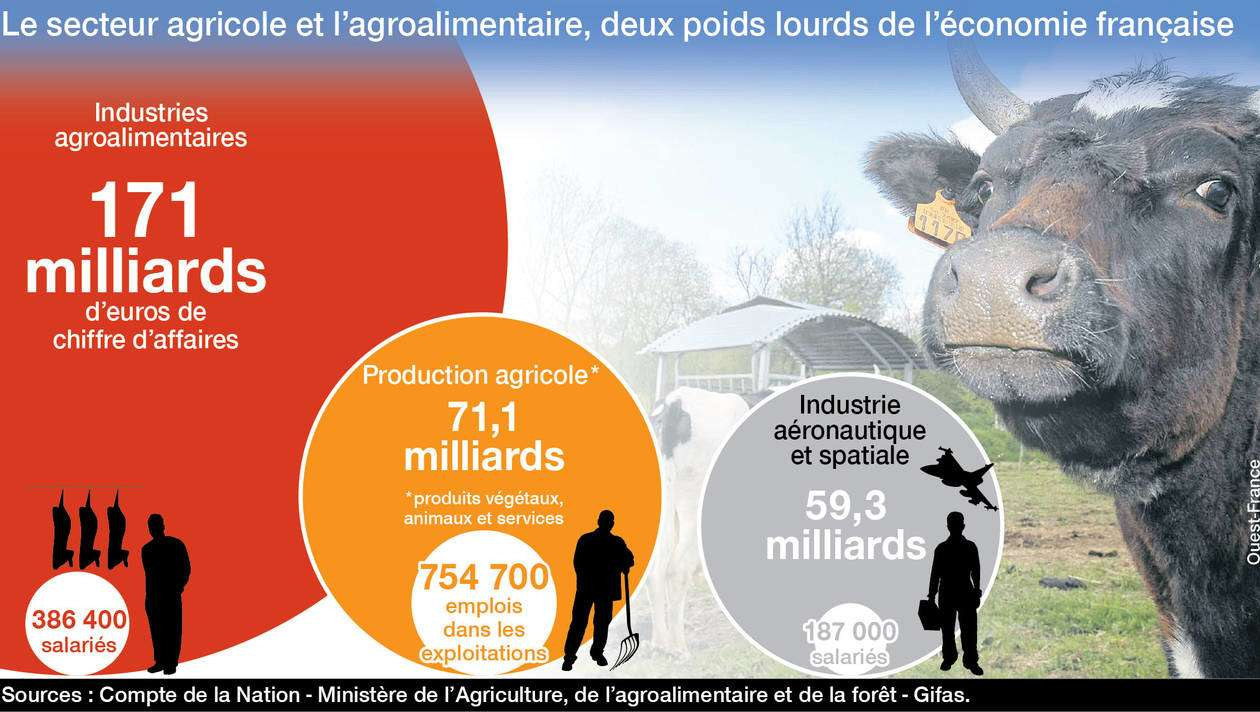 Le secteur agricole et l'agroalimentaire, deux poids lourds de l'économie française
Industries
agroalimentaires
171
milliards
d'euros de
chiffre d'affaires
386 400
salariés
Production agricole*
71,1
milliards
*produits végétaux,
animaux et services
754 700
emplois
dans les
exploitations
Industrie
aéronautique
et spatiale
59,3
milliards
187 000
salariés
1175
Ouest-France
Sources : Compte de la Nation - Ministère de l'Agriculture, de l'agroalimentaire et de la forêt - Gifas.